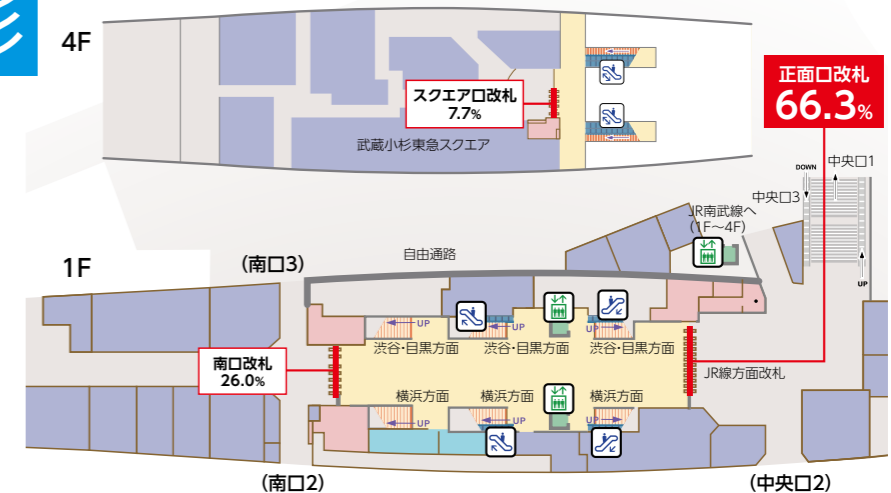 4F
スクエア口改札
7.7%
武蔵小杉東急スクエア
正面口改札
66.3%
DOWN
中央口1
中央口3
JR南武線へ
(1F〜4F)
UP
1F
(南口3)
自由通路
UP
UP
UP
渋谷・目黒方面
渋谷・目黒方面
渋谷・目黒方面
南口改札
26.0%
JR線方面改札
横浜方面
横浜方面
横浜方面
UP
UP
UP
(南口2)
(中央口2)